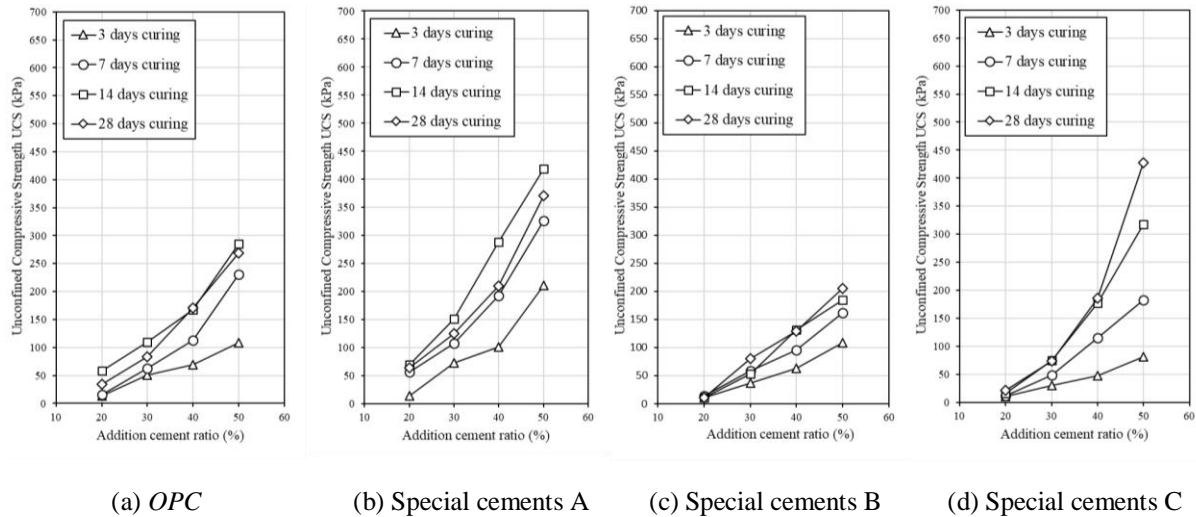 Unconfined Compressive Strength UCS (kPa)
700
650
600
550
500
450
400
350
300
250
200
150
100
50
0
3 days curing
7 days curing
14 days curing
28 days curing
10 20 30 40 50 60
Addition cement ratio (%)
(a) OPC
Unconfined Compressive Strength UCS (kPa)
700
650
600
550
500
450
400
350
300
250
200
150
100
50
0
3 days curing
7 days curing
14 days curing
28 days curing
10 20 30 40 50 60
Addition cement ratio (%)
(b) Special cements A
Unconfined Compressive Strength UCS (kPa)
700
650
600
550
500
450
400
350
300
250
200
150
100
50
0
3 days curing
7 days curing
14 days curing
28 days curing
10 20 30 40 50 60
Addition cement ratio (%)
(c) Special cements B
Unconfined Compressive Strength UCS (kPa)
700
650
600
550
500
450
400
350
300
250
200
150
100
50
0
3 days curing
7 days curing
14 days curing
28 days curing
10 20 30 40 50 60
Addition cement ratio (%)
(d) Special cements C